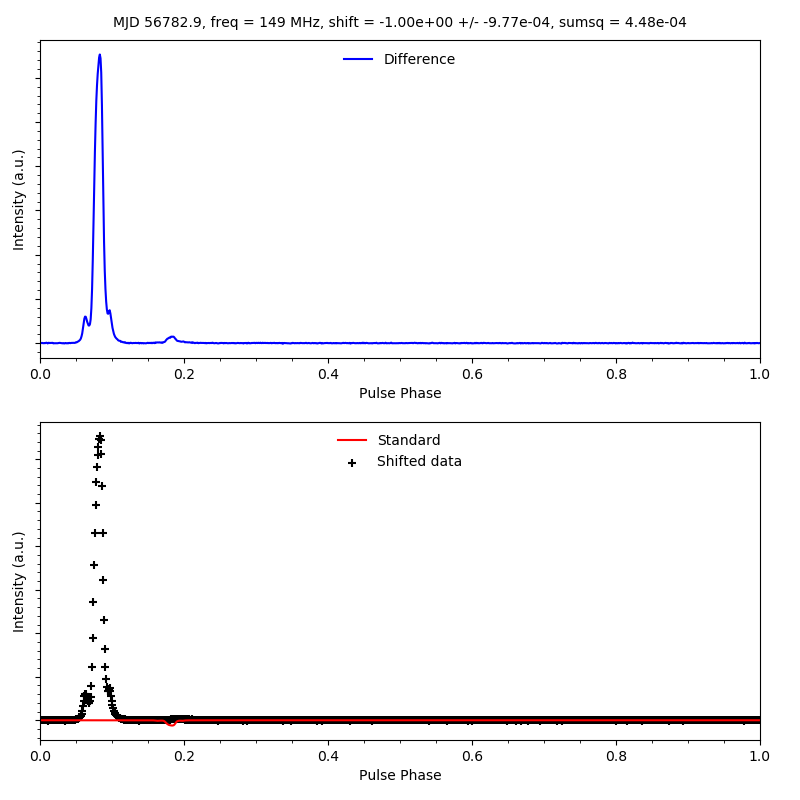 MJD 56782.9, freq = 149 MHz, shift = -1.00e+00 +/- -9.77e-04, sumsq = 4.48e-04
Difference
Intensity (a.u.)
0.0 0.2 0.4 0.6 0.8 1.0
Pulse Phase
Standard
Shifted data
Intensity (a.u.)
0.0 0.2 0.4 0.6 0.8 1.0
Pulse Phase